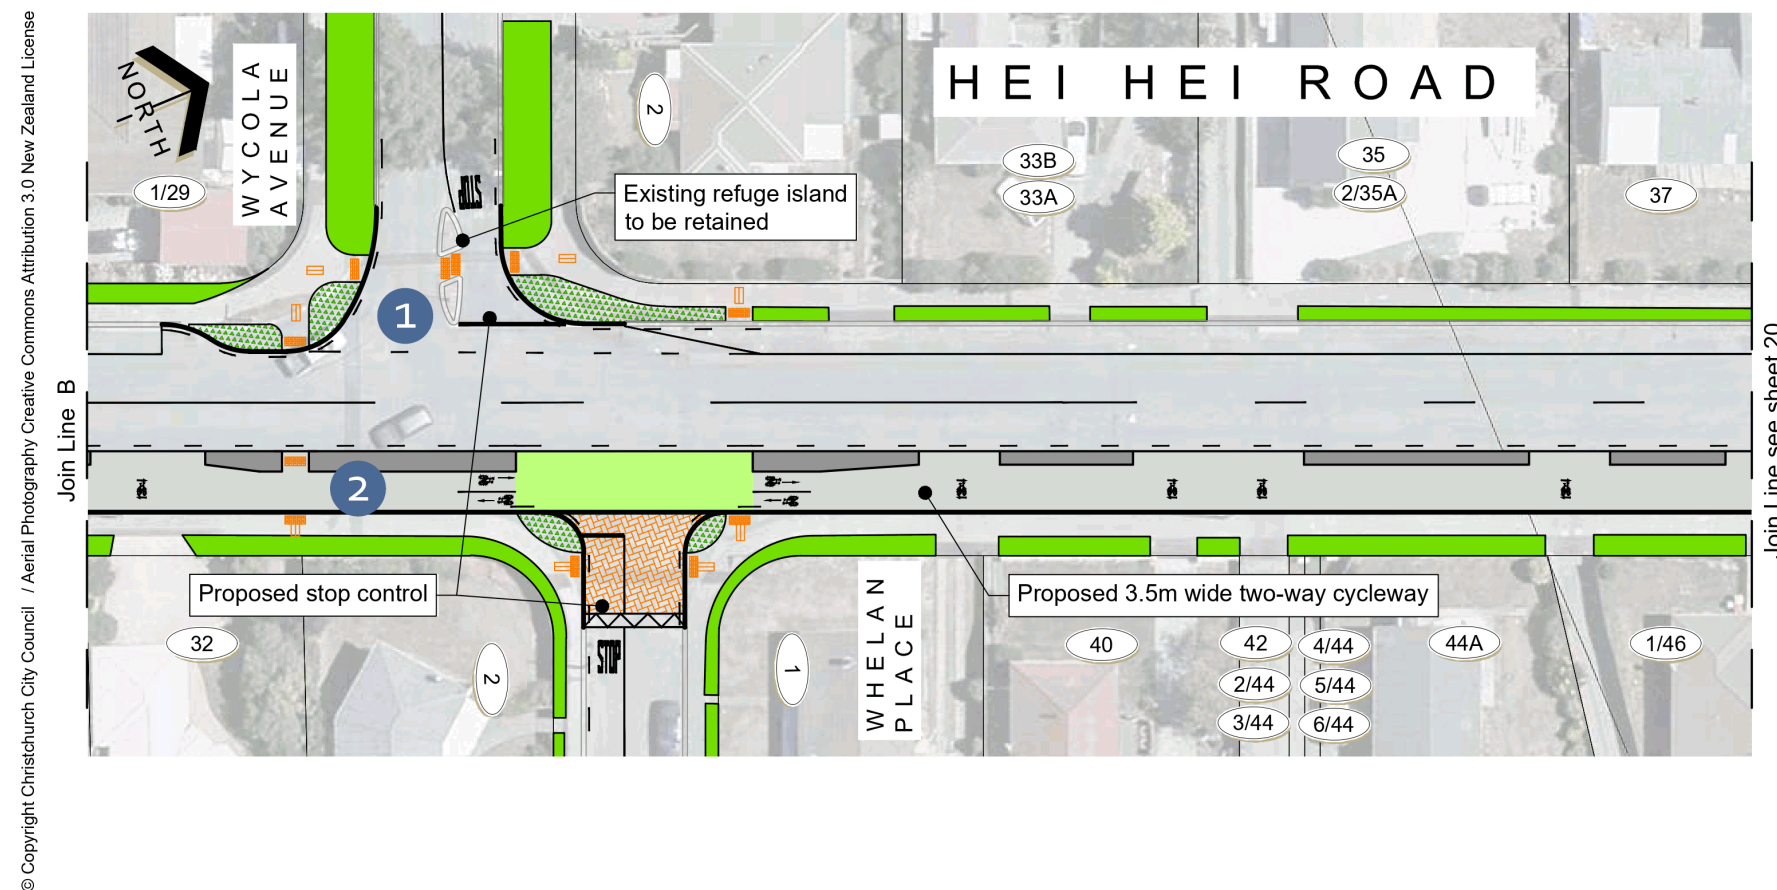 © Copyright Christchurch City Council / Aerial Photography Creative Commons Attribution 3.0 New Zealand License
NORTH
WYCOLA
AVENUE
HEI HEI ROAD
2
1/29
33B
33A
35
2/35A
37
STOP
Existing refuge island
to be retained
1
Join Line B
Join Line see sheet 20
2
Proposed stop control
Proposed 3.5m wide two-way cycleway
32
2
STOP
1
WHELAN
PLACE
40
42
2/44
3/44
4/44
5/44
6/44
44A
1/46